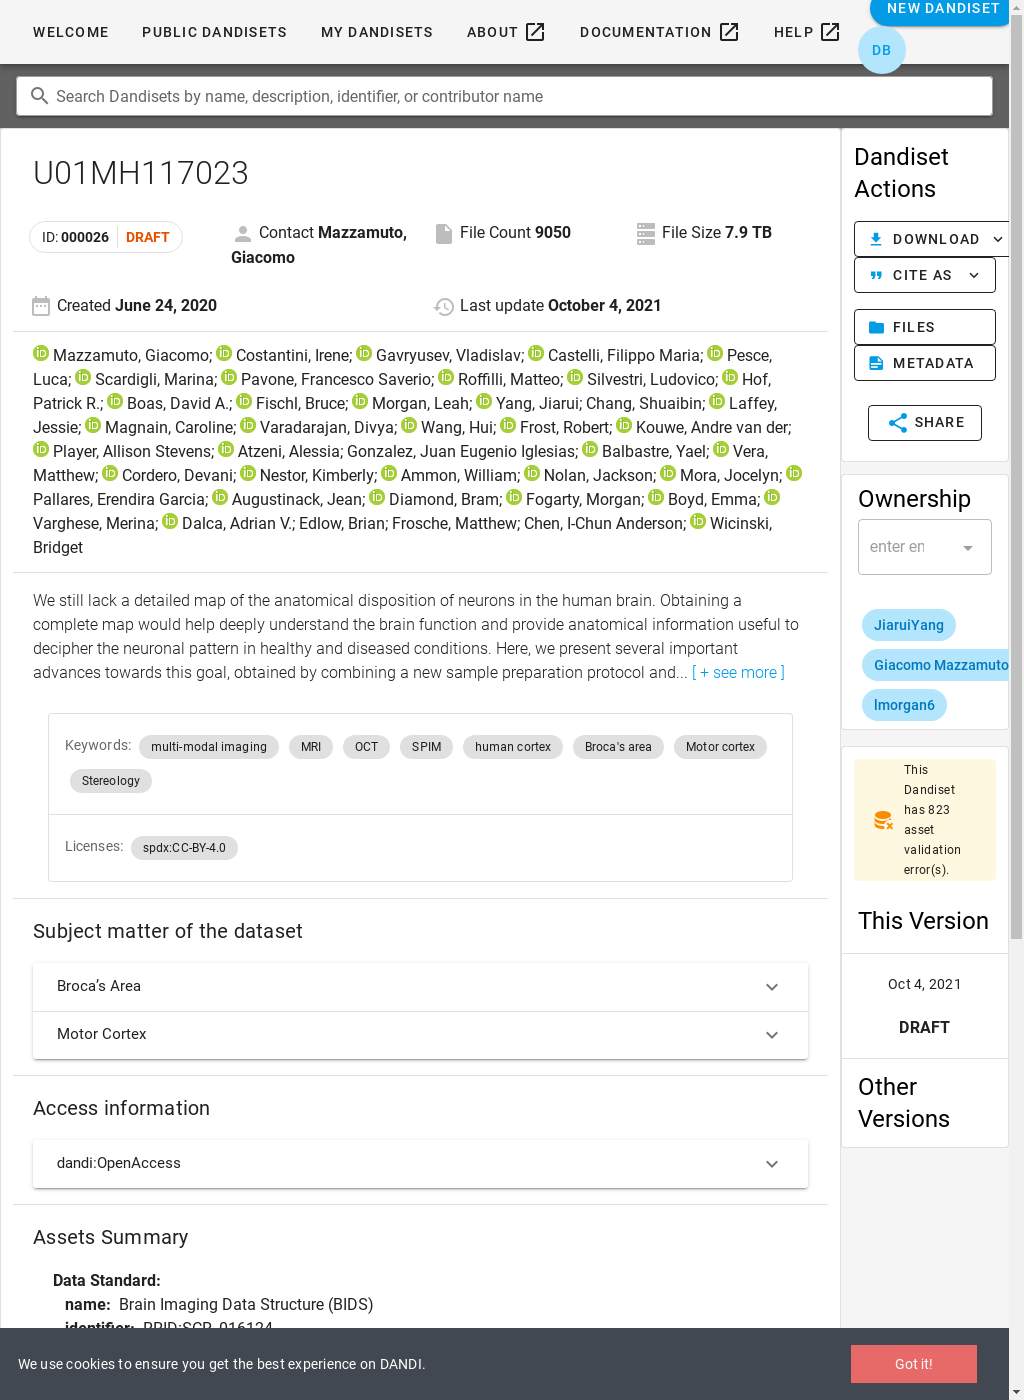 WELCOME PUBLIC DANDISETS MY DANDISETS ABOUT DOCUMENTATION HELP NEW DANDISET
DB
Search Dandisets by name, description, identifier, or contributor name
U01MH117023
ID: 000026 DRAFT
Contact Mazzamuto, Giacomo
File Count 9050
File Size 7.9 TB
Created June 24, 2020
Last update October 4, 2021
Mazzamuto, Giacomo; Costantini, Irene; Gavryusev, Vladislav; Castelli, Filippo Maria; Pesce,
Luca; Scardigli, Marina; Pavone, Francesco Saverio; Roffilli, Matteo; Silvestri, Ludovico; Hof,
Patrick R.; Boas, David A.; Fischl, Bruce; Morgan, Leah; Yang, Jiarui; Chang, Shuaibin; Laffey,
Jessie; Magnain, Caroline; Varadarajan, Divya; Wang, Hui; Frost, Robert; Kouwe, Andre van der;
Player, Allison Stevens; Atzeni, Alessia; Gonzalez, Juan Eugenio Iglesias; Balbastre, Yael; Vera,
Matthew; Cordero, Devani; Nestor, Kimberly; Ammon, William; Nolan, Jackson; Mora, Jocelyn;
Pallares, Erendira Garcia; Augustinack, Jean; Diamond, Bram; Fogarty, Morgan; Boyd, Emma;
Varghese, Merina; Dalca, Adrian V.; Edlow, Brian; Frosche, Matthew; Chen, I-Chun Anderson; Wicinski,
Bridget
We still lack a detailed map of the anatomical disposition of neurons in the human brain. Obtaining a
complete map would help deeply understand the brain function and provide anatomical information useful to
decipher the neuronal pattern in healthy and diseased conditions. Here, we present several important
advances towards this goal, obtained by combining a new sample preparation protocol and... [ + see more ]
Keywords: multi-modal imaging MRI OCT SPIM human cortex Broca's area Motor cortex
Stereology
Licenses: spdx:CC-BY-4.0
Subject matter of the dataset
Broca’s Area
Motor Cortex
Access information
dandi:OpenAccess
Assets Summary
Data Standard:
name: Brain Imaging Data Structure (BIDS)
identifier: RRID:SCR_016124
Dandiset
Actions
DOWNLOAD
CITE AS
FILES
METADATA
SHARE
Ownership
enter en
JiaruiYang
Giacomo Mazzamuto
lmorgan6
This
Dandiset
has 823
asset
validation
error(s).
This Version
Oct 4, 2021
DRAFT
Other
Versions
We use cookies to ensure you get the best experience on DANDI.
Got it!